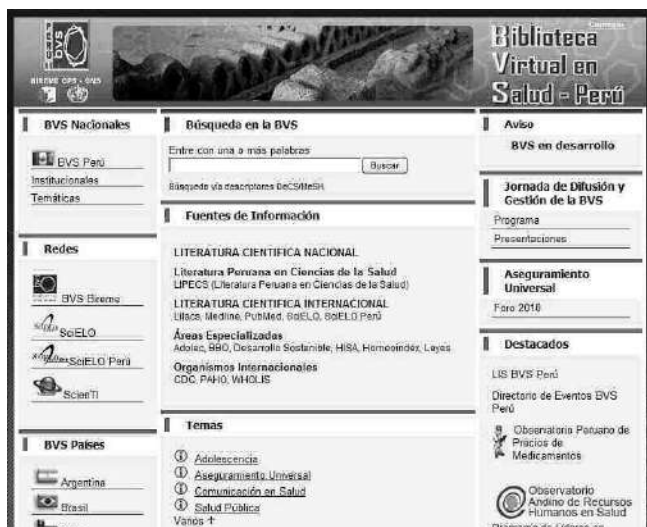 PERÚ
BVS
BIREME OPS - OMS
Biblioteca
Virtual en
Salud - Perú
BVS Nacionales
BVS Perú
Institucionales
Temáticas
Redes
BVS Bireme
SciELO
SciELO Perú
ScienTI
BVS Países
Argentina
Brasil
Búsqueda en la BVS
Entre con una o más palabras
Buscar
Búsqueda vía descriptores DeCS/MeSH
Fuentes de Información
LITERATURA CIENTIFICA NACIONAL
Literatura Peruana en Ciencias de la Salud
LIPECS (Literatura Peruana en Ciencias de la Salud)
LITERATURA CIENTIFICA INTERNACIONAL
Lilacs, Medline, PubMed, SciELO, SciELO Perú
Áreas Especializadas
Adolec, BBO, Desarrollo Sostenible, HISA, Homeoindex, Leyes
Organismos Internacionales
CDC, PAHO, WHOLIS
Temas
Adolescencia
Aseguramiento Universal
Comunicación en Salud
Salud Pública
Varios
Aviso
BVS en desarrollo
Jornada de Difusión y
Gestión de la BVS
Programa
Presentaciones
Aseguramiento
Universal
Foro 2010
Destacados
LIS BVS Perú
Directorio de Eventos BVS
Perú
Observatorio Peruano de
Precios de
Medicamentos
Observatorio
Andino de Recursos
Humanos en Salud